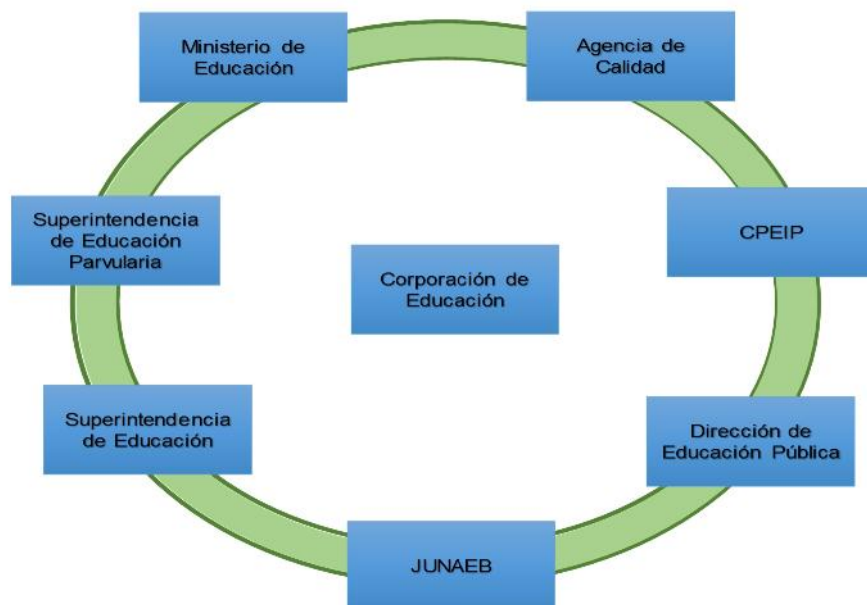 Ministerio de
Educación
Agencia de
Calidad
Superintendencia
de Educación
Parvularia
CPEIP
Corporación de
Educación
Superintendencia
de Educación
Dirección de
Educación Pública
JUNAEB